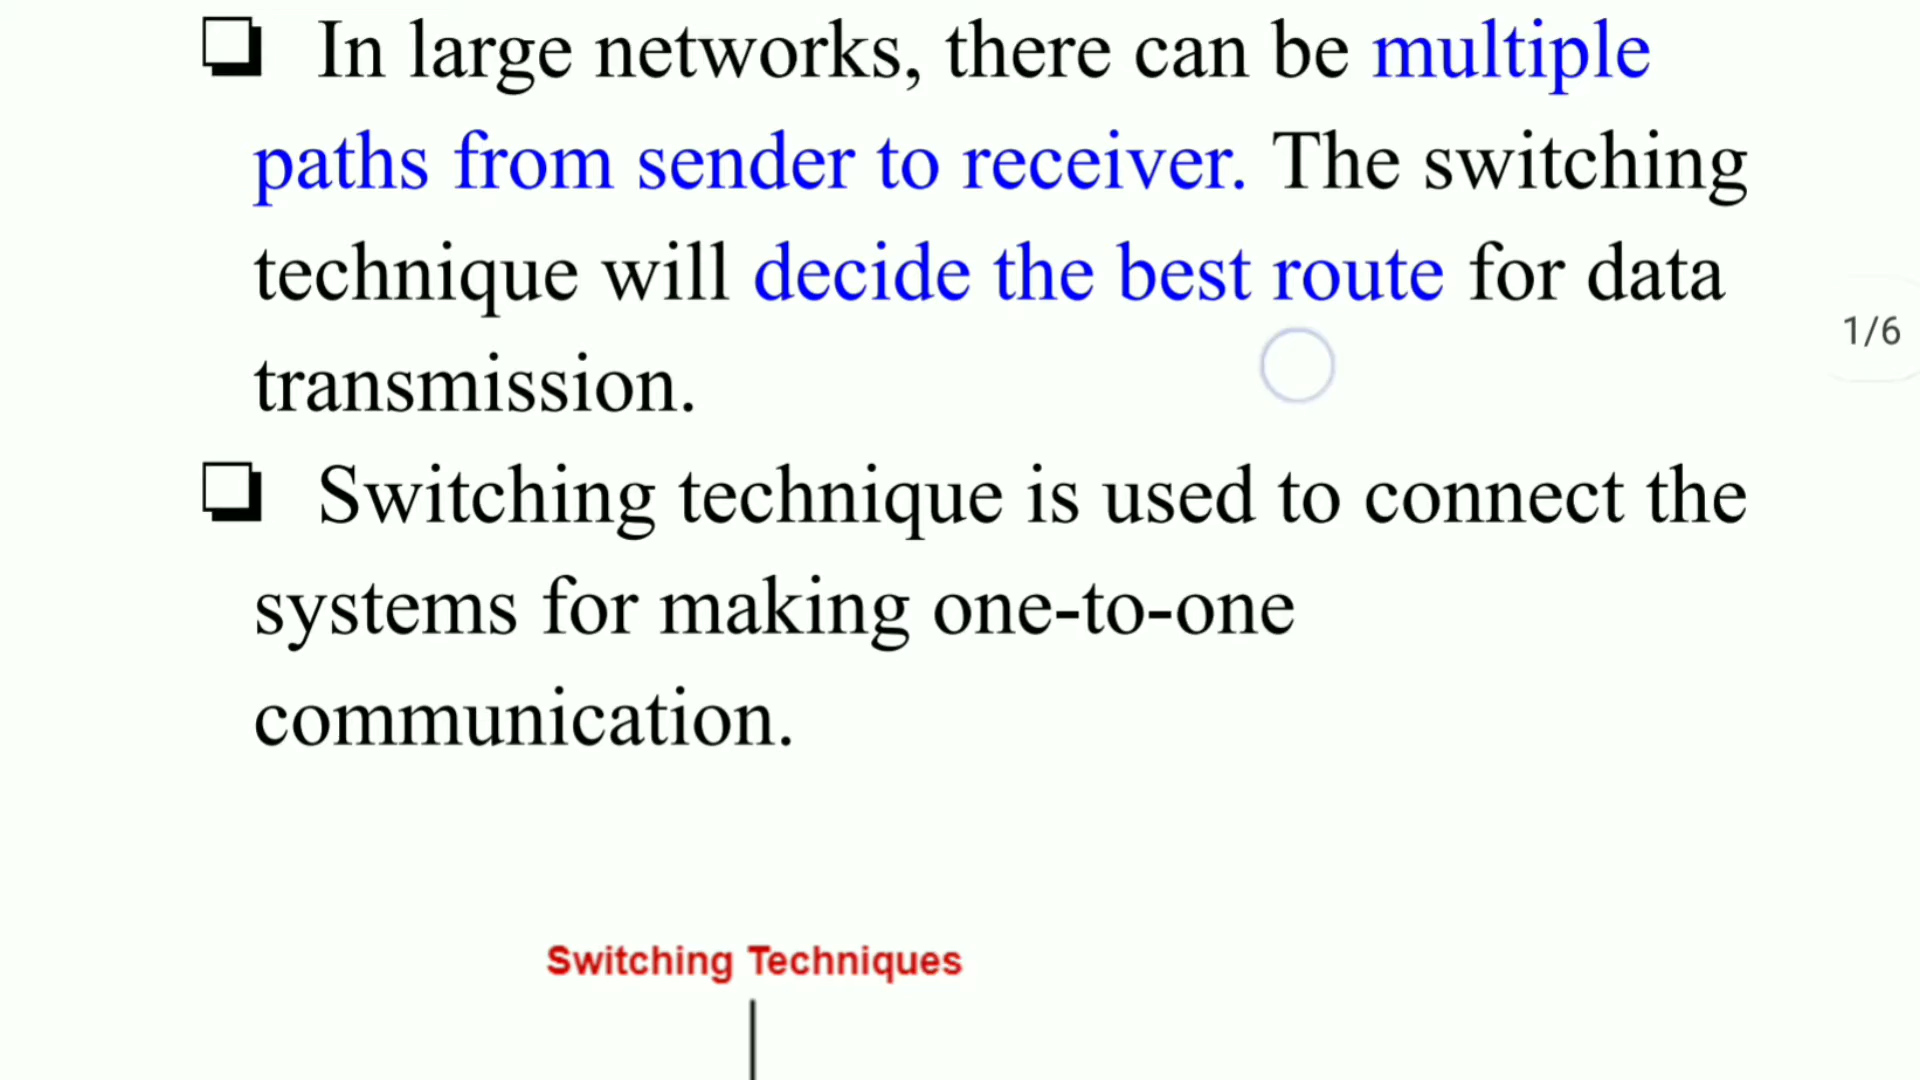 In large networks, there can be multiple
paths from sender to receiver. The switching
technique will decide the best route for data
1/6
transmission.
Switching technique is used to connect the
systems for making one-to-one
communication.
Switching Techniques